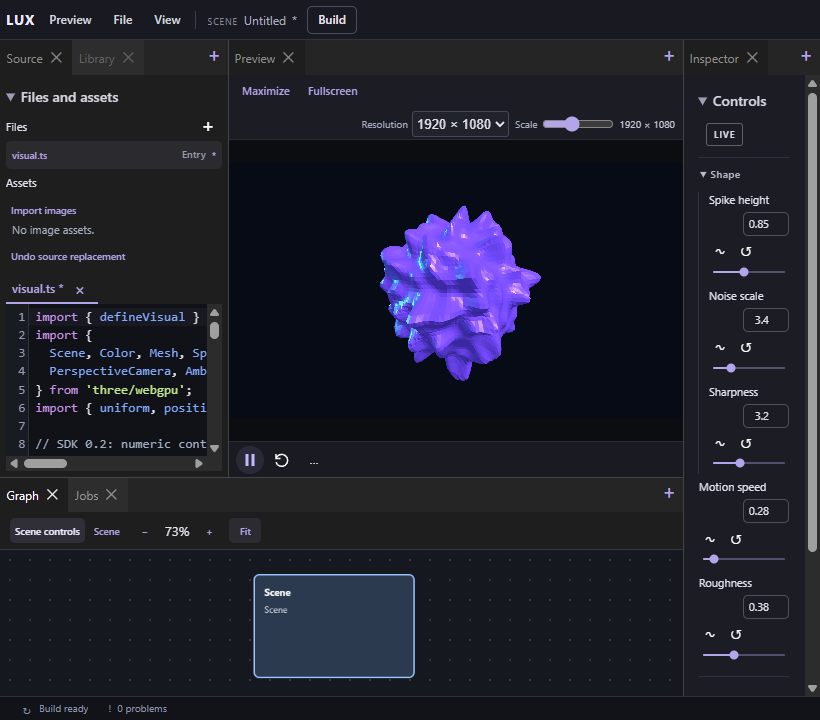 LUX Preview File View SCENE Untitled * Build
Source Library +
Files and assets
Files +
visual.ts Entry *
Assets
Import images
No image assets.
Undo source replacement
visual.ts *
1 import { defineVisual }
2 import {
3 Scene, Color, Mesh, Sp
4 PerspectiveCamera, Amb
5 } from 'three/webgpu';
6 import { uniform, positi
7
8 // SDK 0.2: numeric cont
Preview +
Maximize Fullscreen
Resolution 1920 × 1080 Scale 1920 × 1080
...
Graph Jobs +
Scene controls Scene − 73% + Fit
Scene
Scene
Inspector +
Controls
LIVE
Shape
Spike height
0.85
Noise scale
3.4
Sharpness
3.2
Motion speed
0.28
Roughness
0.38
Build ready ! 0 problems